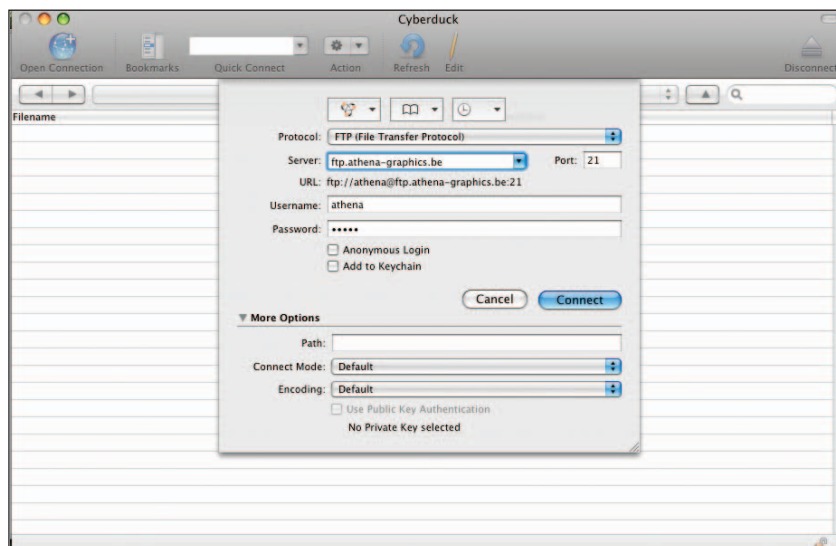 Cyberduck
Open Connection Bookmarks Quick Connect Action Refresh Edit Disconnect
Filename
Protocol: FTP (File Transfer Protocol)
Server: ftp.athena-graphics.be Port: 21
URL: ftp://athena@ftp.athena-graphics.be:21
Username: athena
Password: •••••
Anonymous Login
Add to Keychain
Cancel Connect
More Options
Path:
Connect Mode: Default
Encoding: Default
Use Public Key Authentication
No Private Key selected